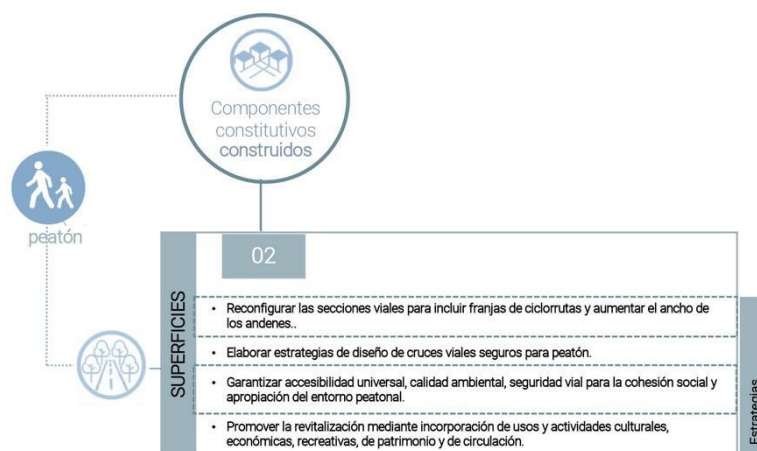 Componentes
constitutivos
construidos
peatón
02
SUPERFICIES
• Reconfigurar las secciones viales para incluir franjas de ciclorrutas y aumentar el ancho de
los andenes..
• Elaborar estrategias de diseño de cruces viales seguros para peatón.
• Garantizar accesibilidad universal, calidad ambiental, seguridad vial para la cohesión social y
apropiación del entorno peatonal.
• Promover la revitalización mediante incorporación de usos y actividades culturales,
económicas, recreativas, de patrimonio y de circulación.
Estrategias